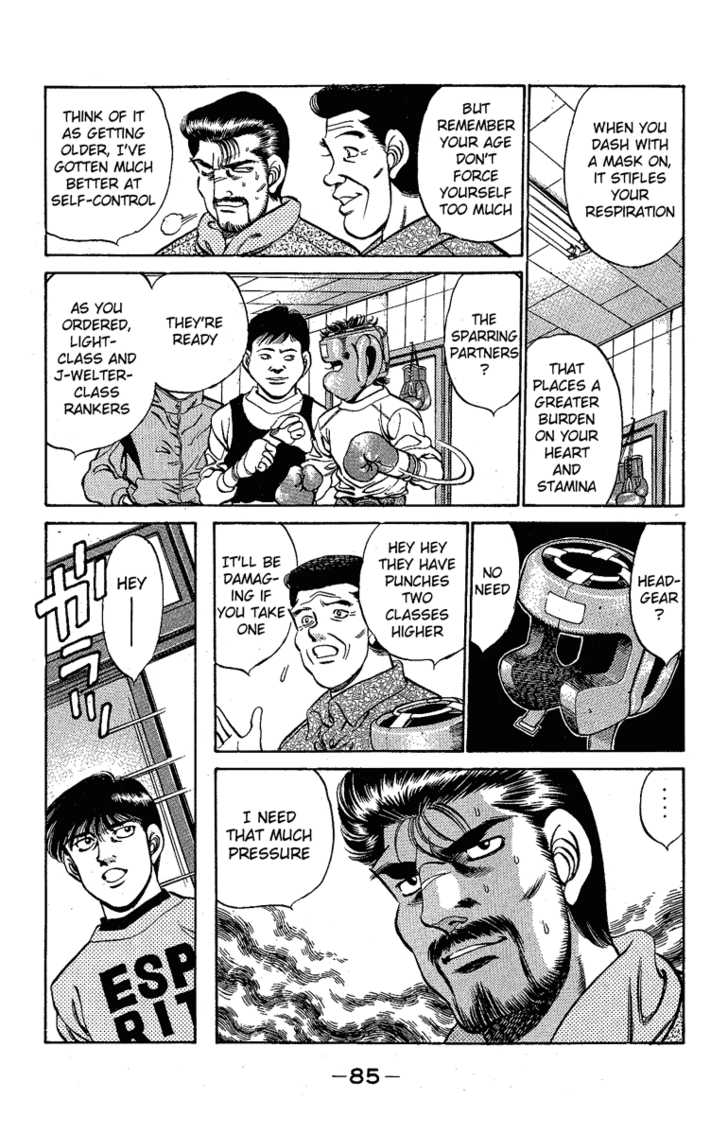 WHEN YOU
DASH WITH
A MASK ON,
IT STIFLES
YOUR
RESPIRATION
THAT
PLACES A
GREATER
BURDEN
ON YOUR
HEART
AND
STAMINA
BUT
REMEMBER
YOUR AGE
DON'T
FORCE
YOURSELF
TOO MUCH
THINK OF IT
AS GETTING
OLDER, I'VE
GOTTEN MUCH
BETTER AT
SELF-CONTROL
THE
SPARRING
PARTNERS
?
THEY'RE
READY
AS YOU
ORDERED,
LIGHT-
CLASS AND
J-WELTER-
CLASS
RANKERS
HEAD-
GEAR
?
NO
NEED
HEY HEY
THEY HAVE
PUNCHES
TWO
CLASSES
HIGHER
IT'LL BE
DAMAG-
ING IF
YOU TAKE
ONE
....
I NEED
THAT MUCH
PRESSURE
HEY
—
ガラッ
ESP
RIT
—85—